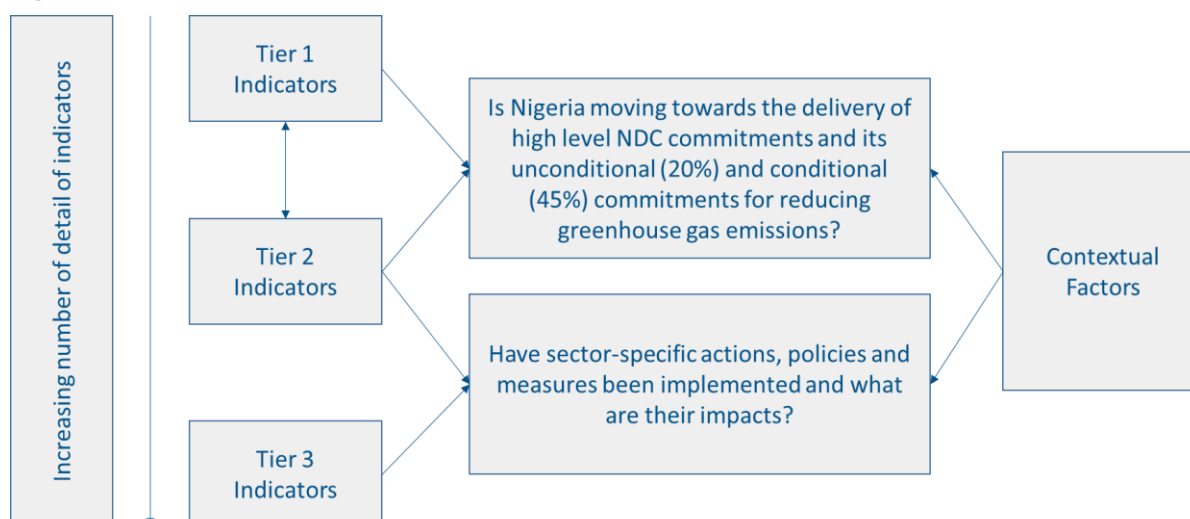 Increasing number of detail of indicators
Tier 1
Indicators
Tier 2
Indicators
Tier 3
Indicators
Is Nigeria moving towards the delivery of
high level NDC commitments and its
unconditional (20%) and conditional
(45%) commitments for reducing
greenhouse gas emissions?
Have sector-specific actions, policies and
measures been implemented and what
are their impacts?
Contextual
Factors